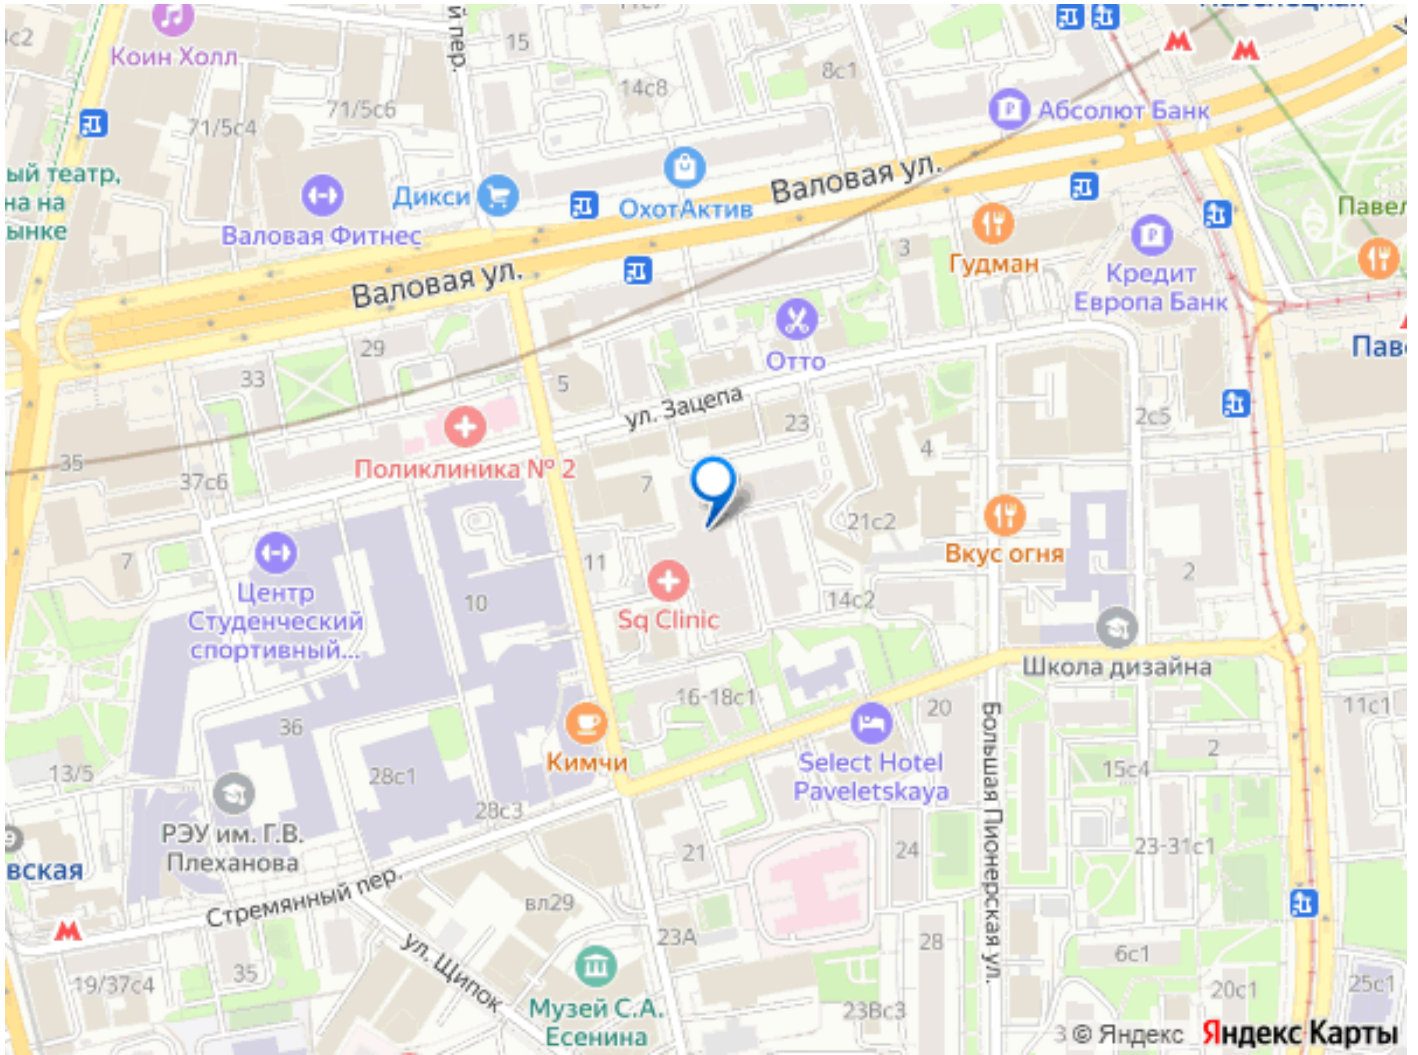 Коин Холл
й пер.
15
14с8
8с1
71/5с6
71/5с4
Абсолют Банк
Валовая ул.
ый театр,
на на
ынке
Дикси
ОхотАктив
Валовая Фитнес
Валовая ул.
3
Гудман
Кредит
Европа Банк
Павел
Пав
Отто
29
33
5
ул. Зацепа
23
2с5
4
35
37с6
Поликлиника № 2
7
21с2
Вкус огня
7
11
10
Центр
Студенческий
спортивный...
Sq Clinic
14с2
2
Школа дизайна
16-18с1
20
11с1
36
Кимчи
Select Hotel
Paveletskaya
Большая Пионерская ул.
2
15с4
13/5
28с1
28с3
РЭУ им. Г.В.
Плеханова
вская
21
24
23-31с1
Стремянный пер.
вл29
23А
28
6с1
ул. Щипок
35
19/37с4
Музей С.А.
Есенина
23Вс3
20с1
25с1
3
© Яндекс Яндекс Карты